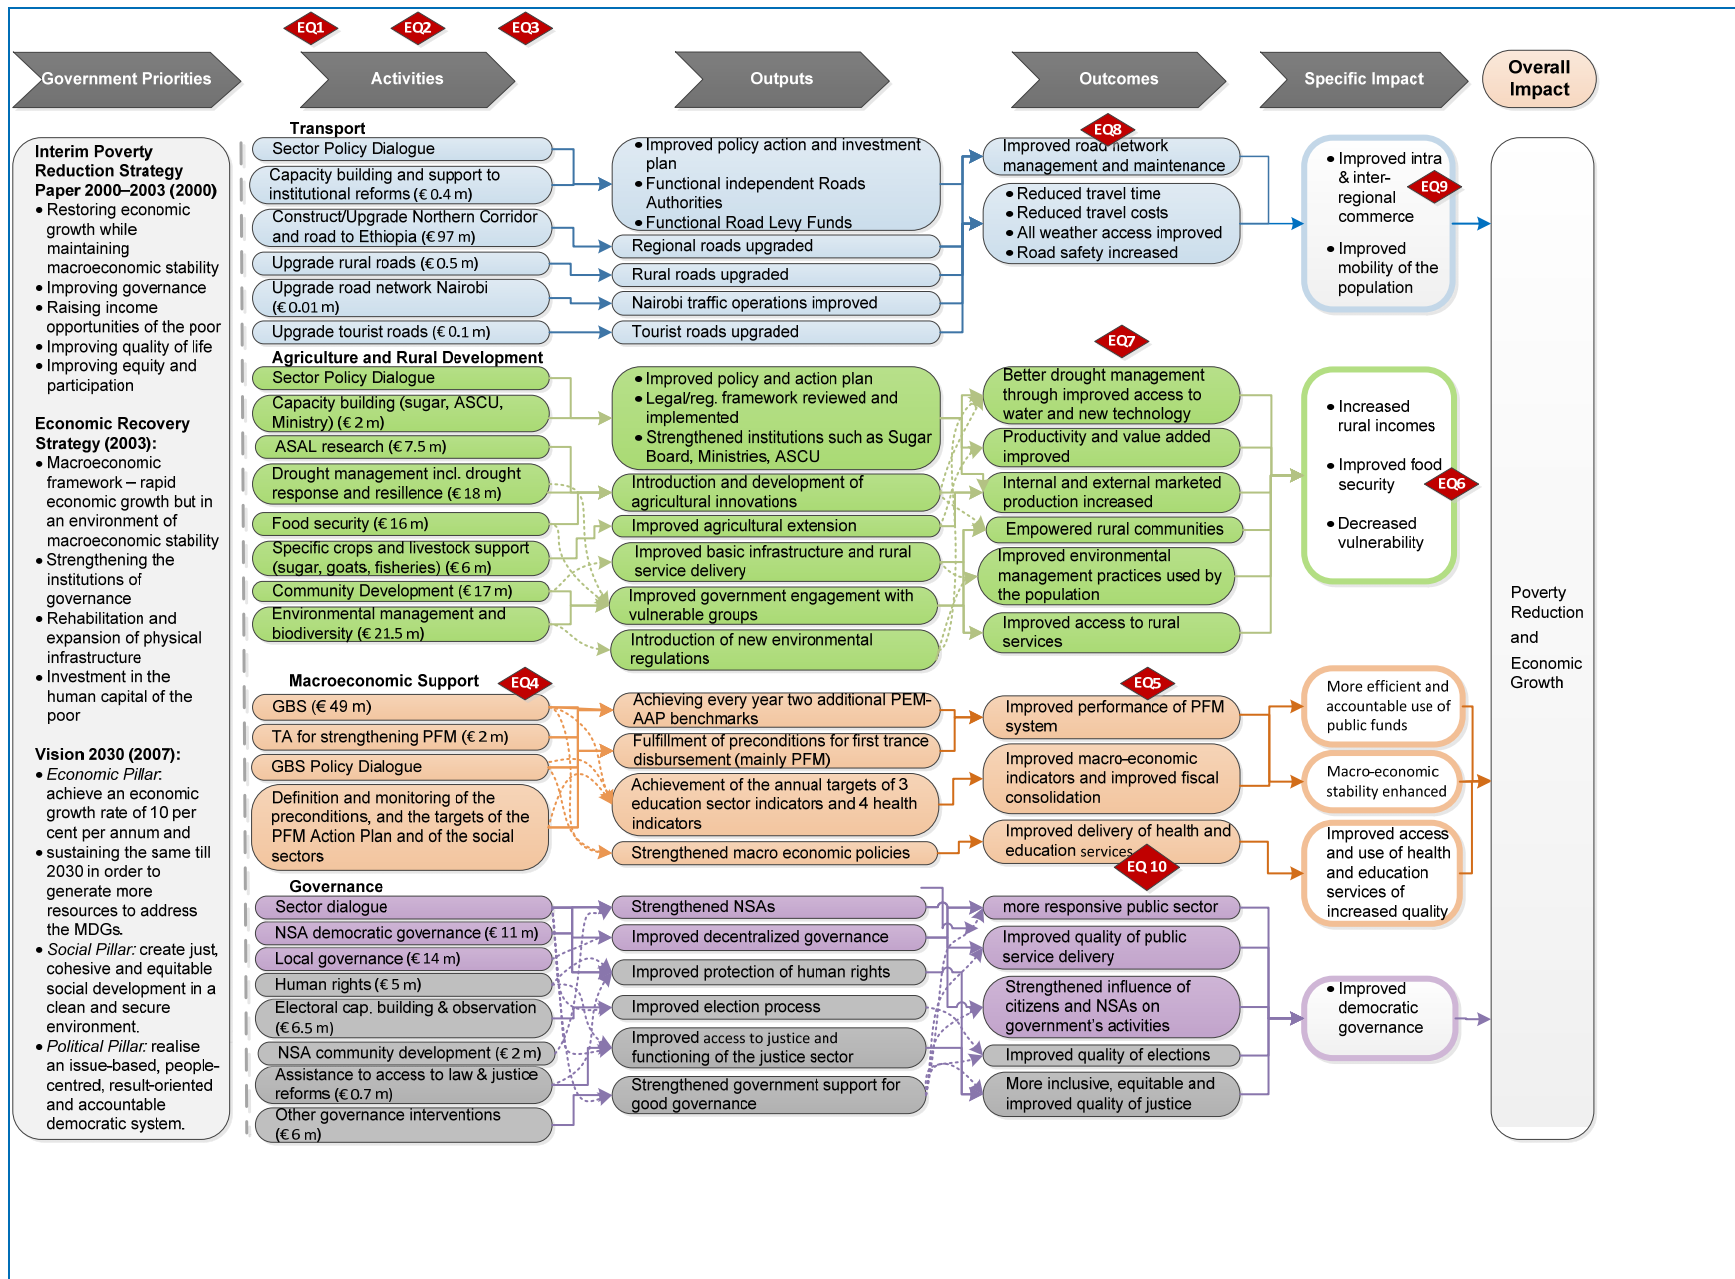 EQ1
EQ2
EQ3
Government Priorities
Activities
Outputs
Outcomes
Specific Impact
Overall
Impact
Interim Poverty
Reduction Strategy
Paper 2000–2003 (2000)
• Restoring economic
growth while
maintaining
macroeconomic stability
• Improving governance
• Raising income
opportunities of the poor
• Improving quality of life
• Improving equity and
participation
Economic Recovery
Strategy (2003):
• Macroeconomic
framework – rapid
economic growth but in
an environment of
macroeconomic stability
• Strengthening the
institutions of
governance
• Rehabilitation and
expansion of physical
infrastructure
• Investment in the
human capital of the
poor
Vision 2030 (2007):
• Economic Pillar:
achieve an economic
growth rate of 10 per
cent per annum and
• sustaining the same till
2030 in order to
generate more
resources to address
the MDGs.
• Social Pillar: create just,
cohesive and equitable
social development in a
clean and secure
environment.
• Political Pillar: realise
an issue-based, people-
centred, result-oriented
and accountable
democratic system.
Transport
Sector Policy Dialogue
Capacity building and support to
institutional reforms (€ 0.4 m)
Construct/Upgrade Northern Corridor
and road to Ethiopia (€ 97 m)
Upgrade rural roads (€ 0.5 m)
Upgrade road network Nairobi
(€ 0.01 m)
Upgrade tourist roads (€ 0.1 m)
• Improved policy action and investment
plan
• Functional independent Roads
Authorities
• Functional Road Levy Funds
Regional roads upgraded
Rural roads upgraded
Nairobi traffic operations improved
Tourist roads upgraded
EQ8
Improved road network
management and maintenance
• Reduced travel time
• Reduced travel costs
• All weather access improved
• Road safety increased
• Improved intra
& inter-
regional
commerce
EQ9
• Improved
mobility of the
population
Agriculture and Rural Development
Sector Policy Dialogue
Capacity building (sugar, ASCU,
Ministry) (€ 2 m)
ASAL research (€ 7.5 m)
Drought management incl. drought
response and resillence (€ 18 m)
Food security (€ 16 m)
Specific crops and livestock support
(sugar, goats, fisheries) (€ 6 m)
Community Development (€ 17 m)
Environmental management and
biodiversity (€ 21.5 m)
• Improved policy and action plan
• Legal/reg. framework reviewed and
implemented
• Strengthened institutions such as Sugar
Board, Ministries, ASCU
Introduction and development of
agricultural innovations
Improved agricultural extension
Improved basic infrastructure and rural
service delivery
Improved government engagement with
vulnerable groups
Introduction of new environmental
regulations
EQ7
Better drought management
through improved access to
water and new technology
Productivity and value added
improved
Internal and external marketed
production increased
Empowered rural communities
Improved environmental
management practices used by
the population
Improved access to rural
services
• Increased
rural incomes
• Improved food
security
EQ6
• Decreased
vulnerability
Macroeconomic Support
EQ4
GBS (€ 49 m)
TA for strengthening PFM (€ 2 m)
GBS Policy Dialogue
Definition and monitoring of the
preconditions, and the targets of the
PFM Action Plan and of the social
sectors
Achieving every year two additional PEM-
AAP benchmarks
Fulfillment of preconditions for first trance
disbursement (mainly PFM)
Achievement of the annual targets of 3
education sector indicators and 4 health
indicators
Strengthened macro economic policies
EQ5
Improved performance of PFM
system
Improved macro-economic
indicators and improved fiscal
consolidation
Improved delivery of health and
education services
EQ 10
More efficient and
accountable use of
public funds
Macro-economic
stability enhanced
Improved access
and use of health
and education
services of
increased quality
Governance
Sector dialogue
NSA democratic governance (€ 11 m)
Local governance (€ 14 m)
Human rights (€ 5 m)
Electoral cap. building & observation
(€ 6.5 m)
NSA community development (€ 2 m)
Assistance to access to law & justice
reforms (€ 0.7 m)
Other governance interventions
(€ 6 m)
Strengthened NSAs
Improved decentralized governance
Improved protection of human rights
Improved election process
Improved access to justice and
functioning of the justice sector
Strengthened government support for
good governance
more responsive public sector
Improved quality of public
service delivery
Strengthened influence of
citizens and NSAs on
government's activities
Improved quality of elections
More inclusive, equitable and
improved quality of justice
• Improved
democratic
governance
Poverty
Reduction
and
Economic
Growth